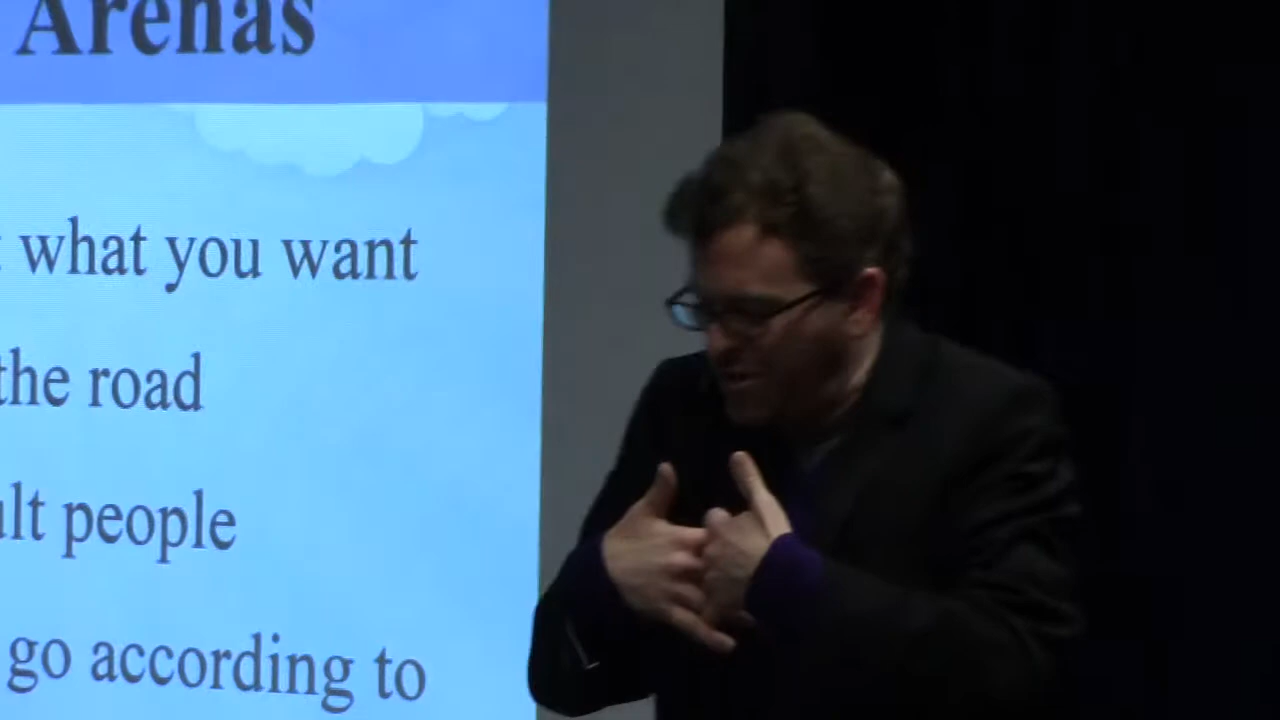 Arenas
what you want
the road
ult people
go according to